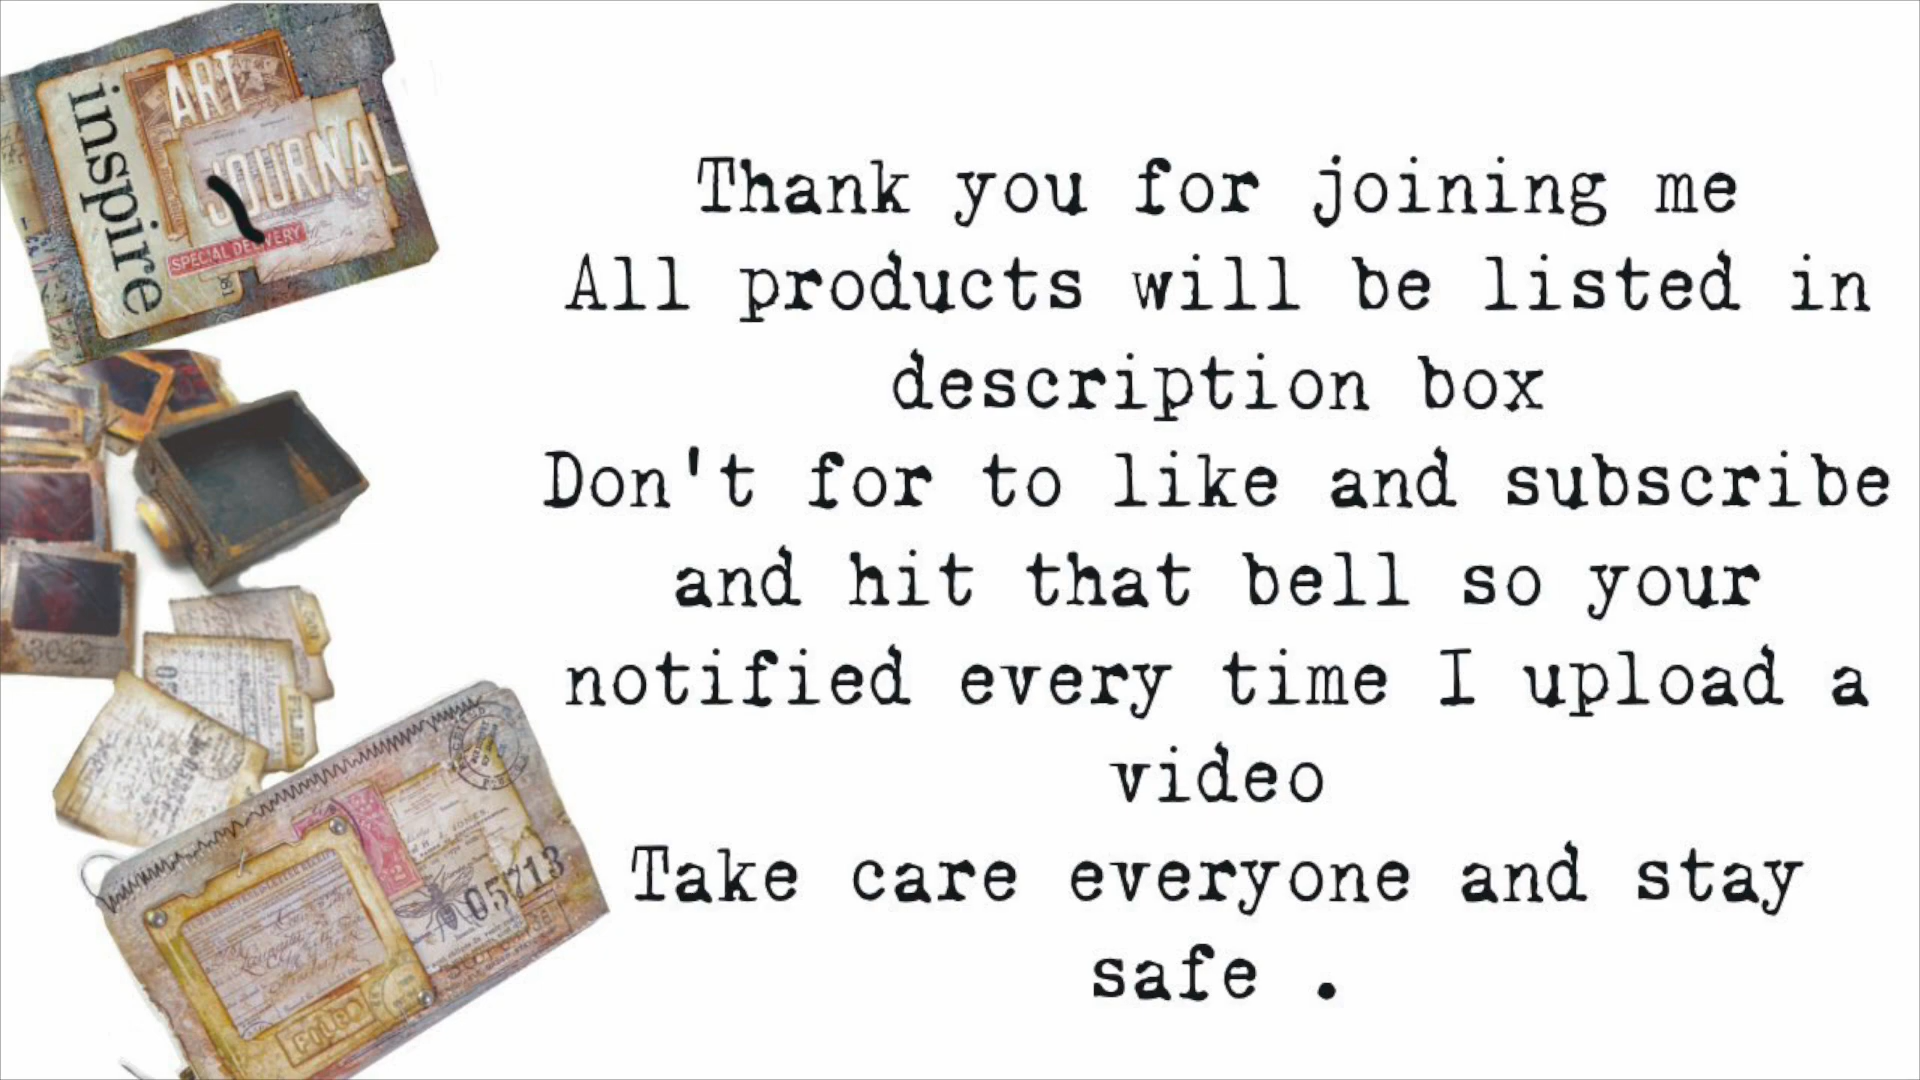 ART
JOURNAL
inspire
SPECIAL DELIVERY
Thank you for joining me
All products will be listed in
description box
Don't for to like and subscribe
and hit that bell so your
notified every time I upload a
video
Take care everyone and stay
safe .
FILED
05713
FILED